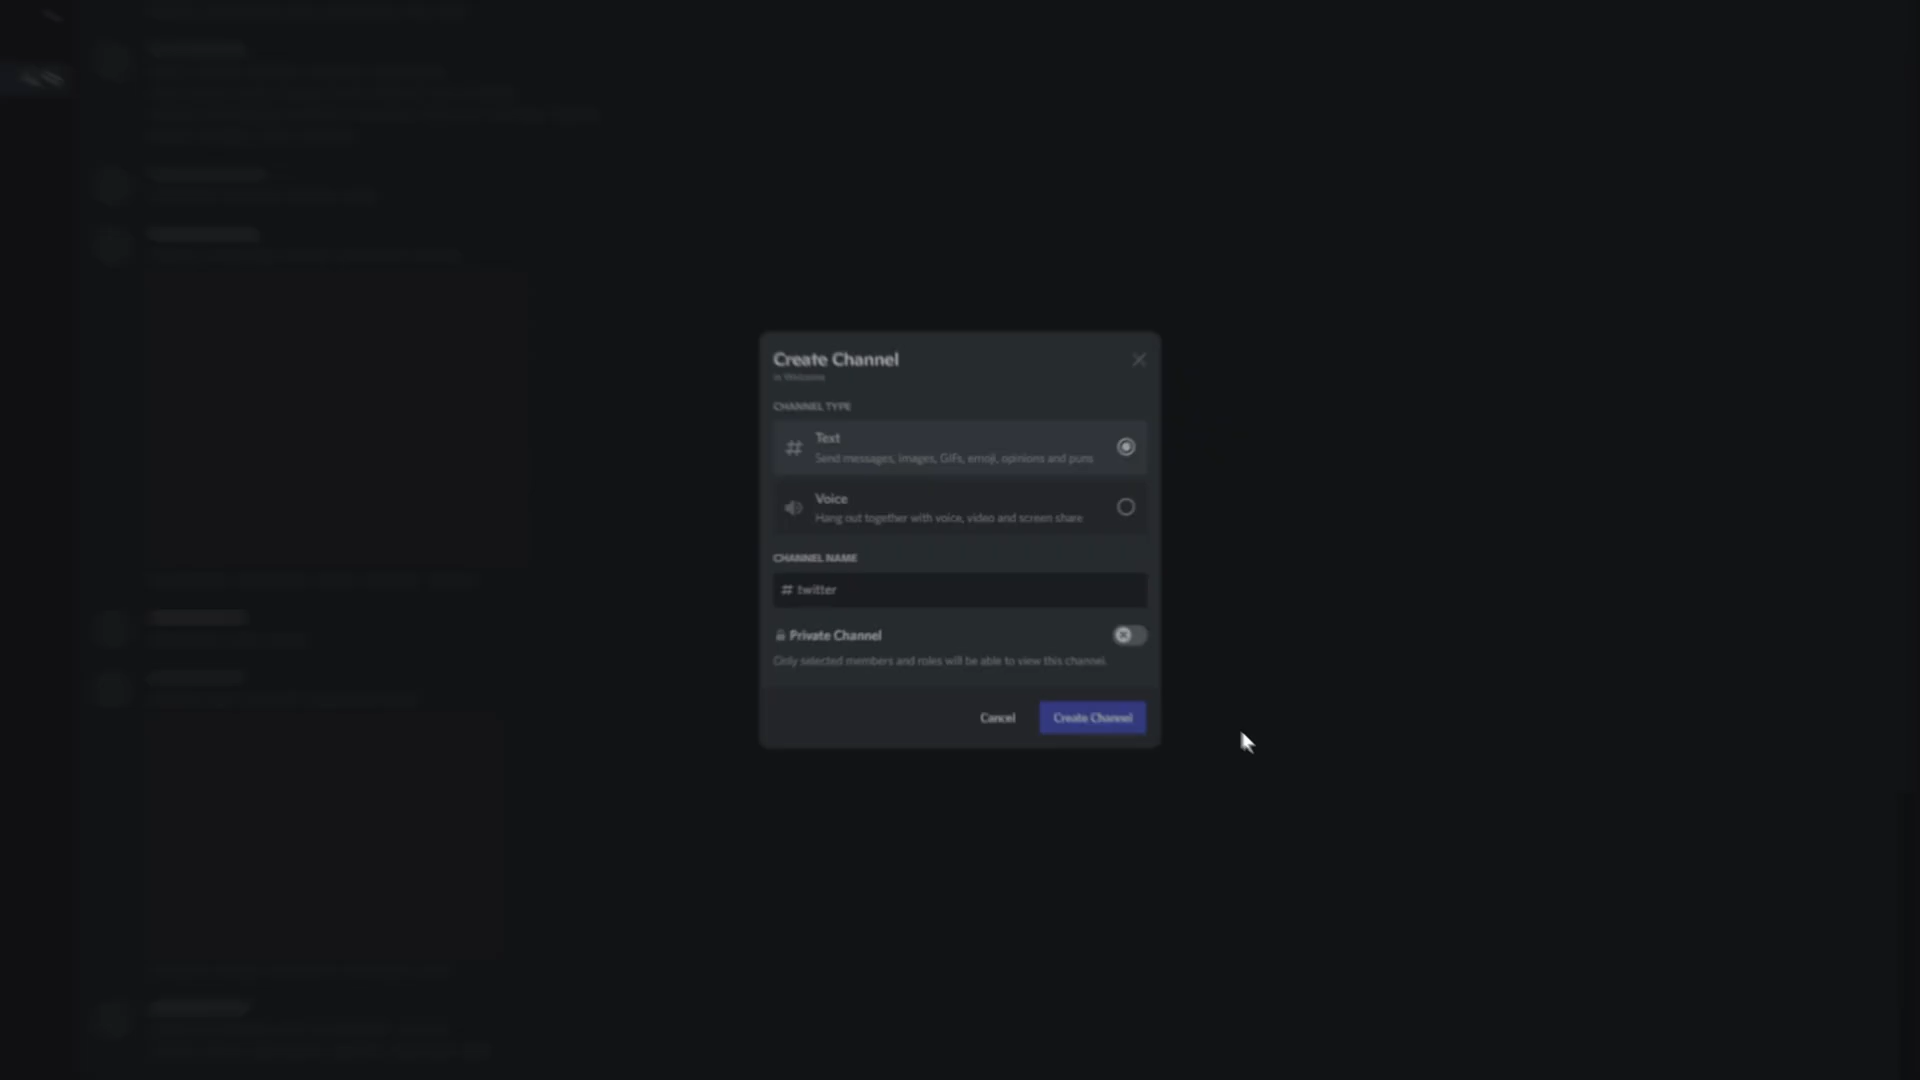 Create Channel
in Welcome
CHANNEL TYPE
Text
Send messages, images, GIFs, emoji, opinions and puns
Voice
Hang out together with voice, video and screen share
CHANNEL NAME
# twitter
Private Channel
Only selected members and roles will be able to view this channel.
Cancel
Create Channel